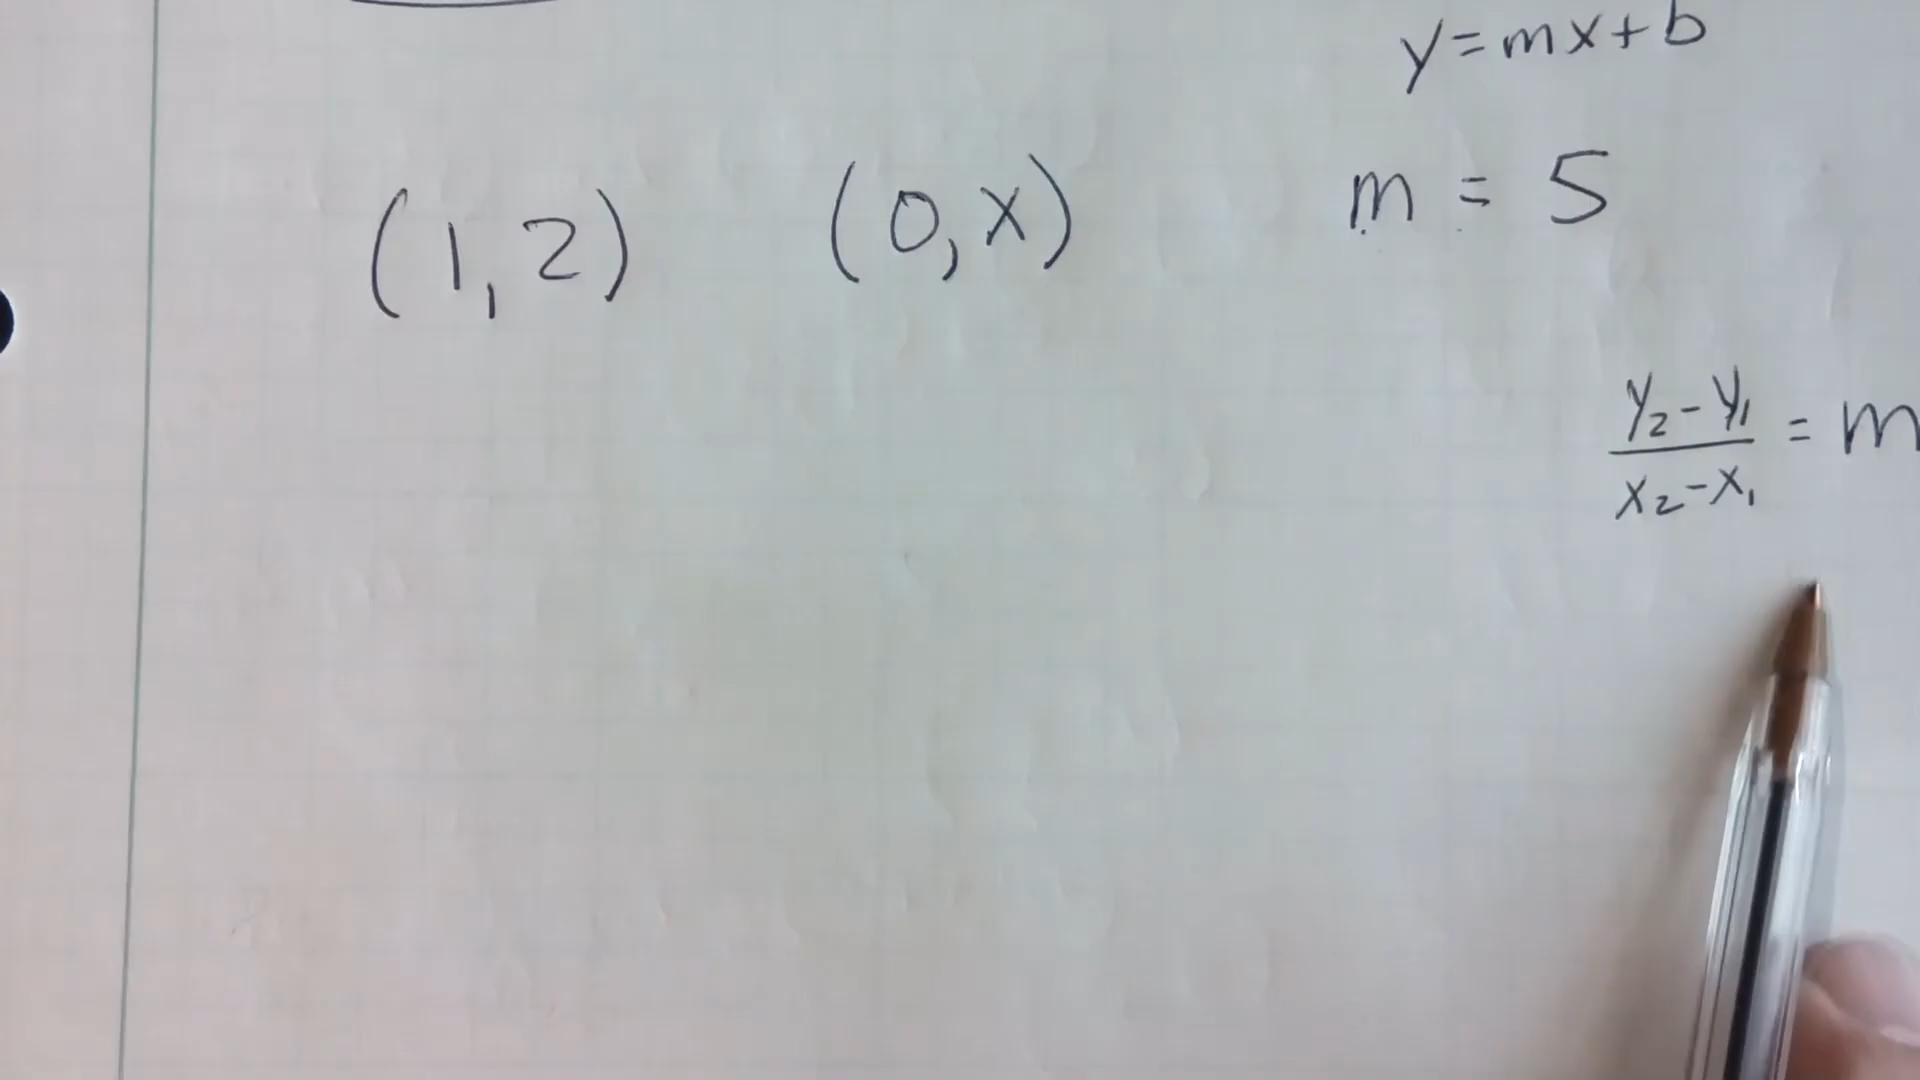 y=mx+b
(1,2) (0,x) m = 5
y₂-y₁
x₂-x₁ = m